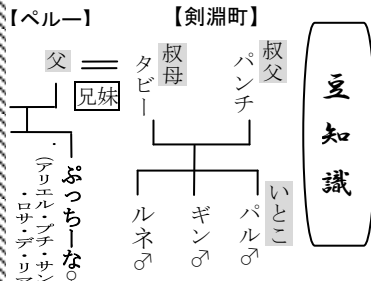 豆知識
【ペルー】
【剣淵町】
父
兄妹
叔母
タビー
叔父
パンチ
いとこ
パル♂
ギン♂
ルネ♂
ぷっちーな。
(アリエル・プチ・サン
・ロサ・デ・リマ